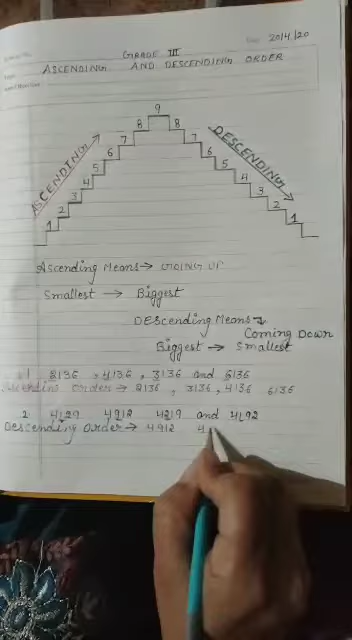 GRADE III
Date 20/4/20
ASCENDING AND DESCENDING ORDER
9
8 8
7 7
6 6
5 5
4 4
3 3
2 2
1 1
ASCENDING
DESCENDING
Ascending Means → GOING UP
Smallest → Biggest
DEscending Means →
Coming Down
Biggest → Smallest
2136 , 4136 , 3136 and 6136
Ascending Order → 2136, 3136, 4136 6136
2 4129 4912 4219 and 4192
Descending Order → 4912 4